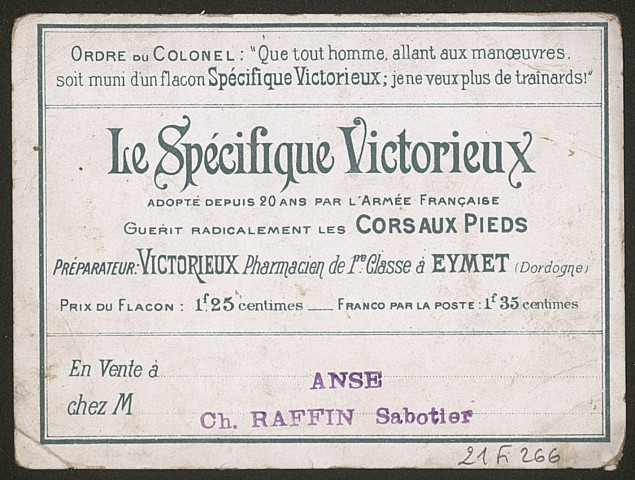 ORDRE DU COLONEL : "Que tout homme, allant aux manœuvres,
soit muni d'un flacon Spécifique Victorieux; je ne veux plus de traînards!"
Le Spécifique Victorieux
ADOPTÉ DEPUIS 20 ANS PAR L'ARMÉE FRANÇAISE
GUÉRIT RADICALEMENT LES CORS AUX PIEDS
PRÉPARATEUR: VICTORIEUX Pharmacien de 1re Classe à EYMET (Dordogne)
PRIX DU FLACON : 1f.25 centimes — FRANCO PAR LA POSTE : 1f 35 centimes
En Vente à ANSE
chez M Ch. RAFFIN Sabotier
21 Fi 266